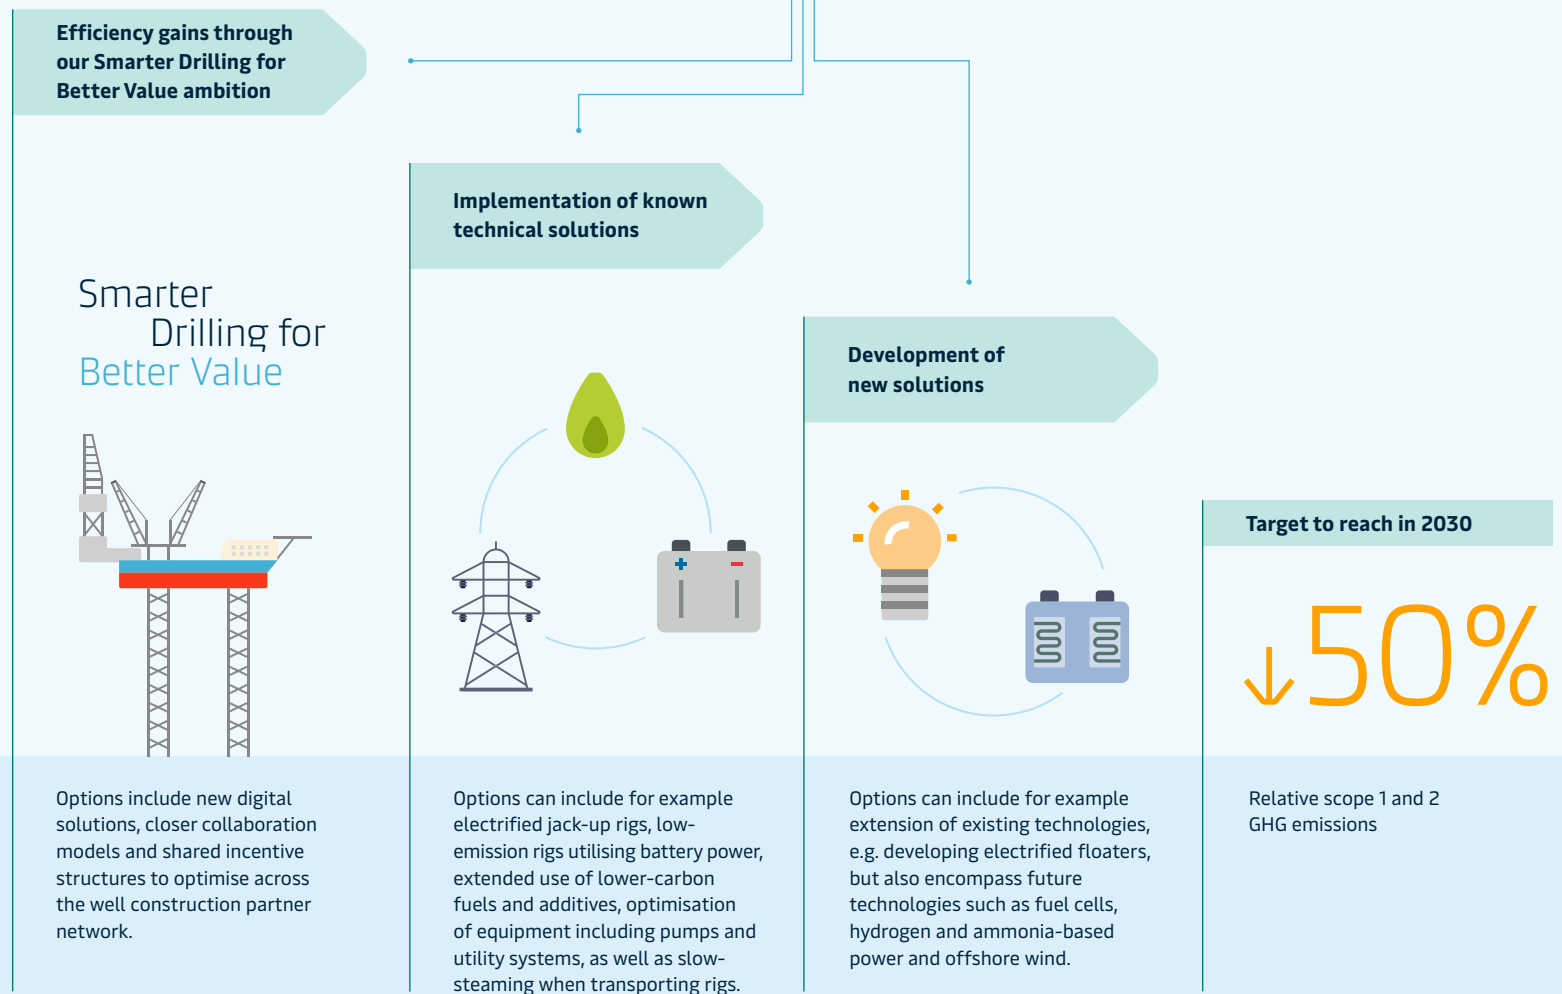 Efficiency gains through
our Smarter Drilling for
Better Value ambition
Implementation of known
technical solutions
Smarter
Drilling for
Better Value
Development of
new solutions
Target to reach in 2030
↓50%
Options include new digital
solutions, closer collaboration
models and shared incentive
structures to optimise across
the well construction partner
network.
Options can include for example
electrified jack-up rigs, low-
emission rigs utilising battery power,
extended use of lower-carbon
fuels and additives, optimisation
of equipment including pumps and
utility systems, as well as slow-
steaming when transporting rigs.
Options can include for example
extension of existing technologies,
e.g. developing electrified floaters,
but also encompass future
technologies such as fuel cells,
hydrogen and ammonia-based
power and offshore wind.
Relative scope 1 and 2
GHG emissions